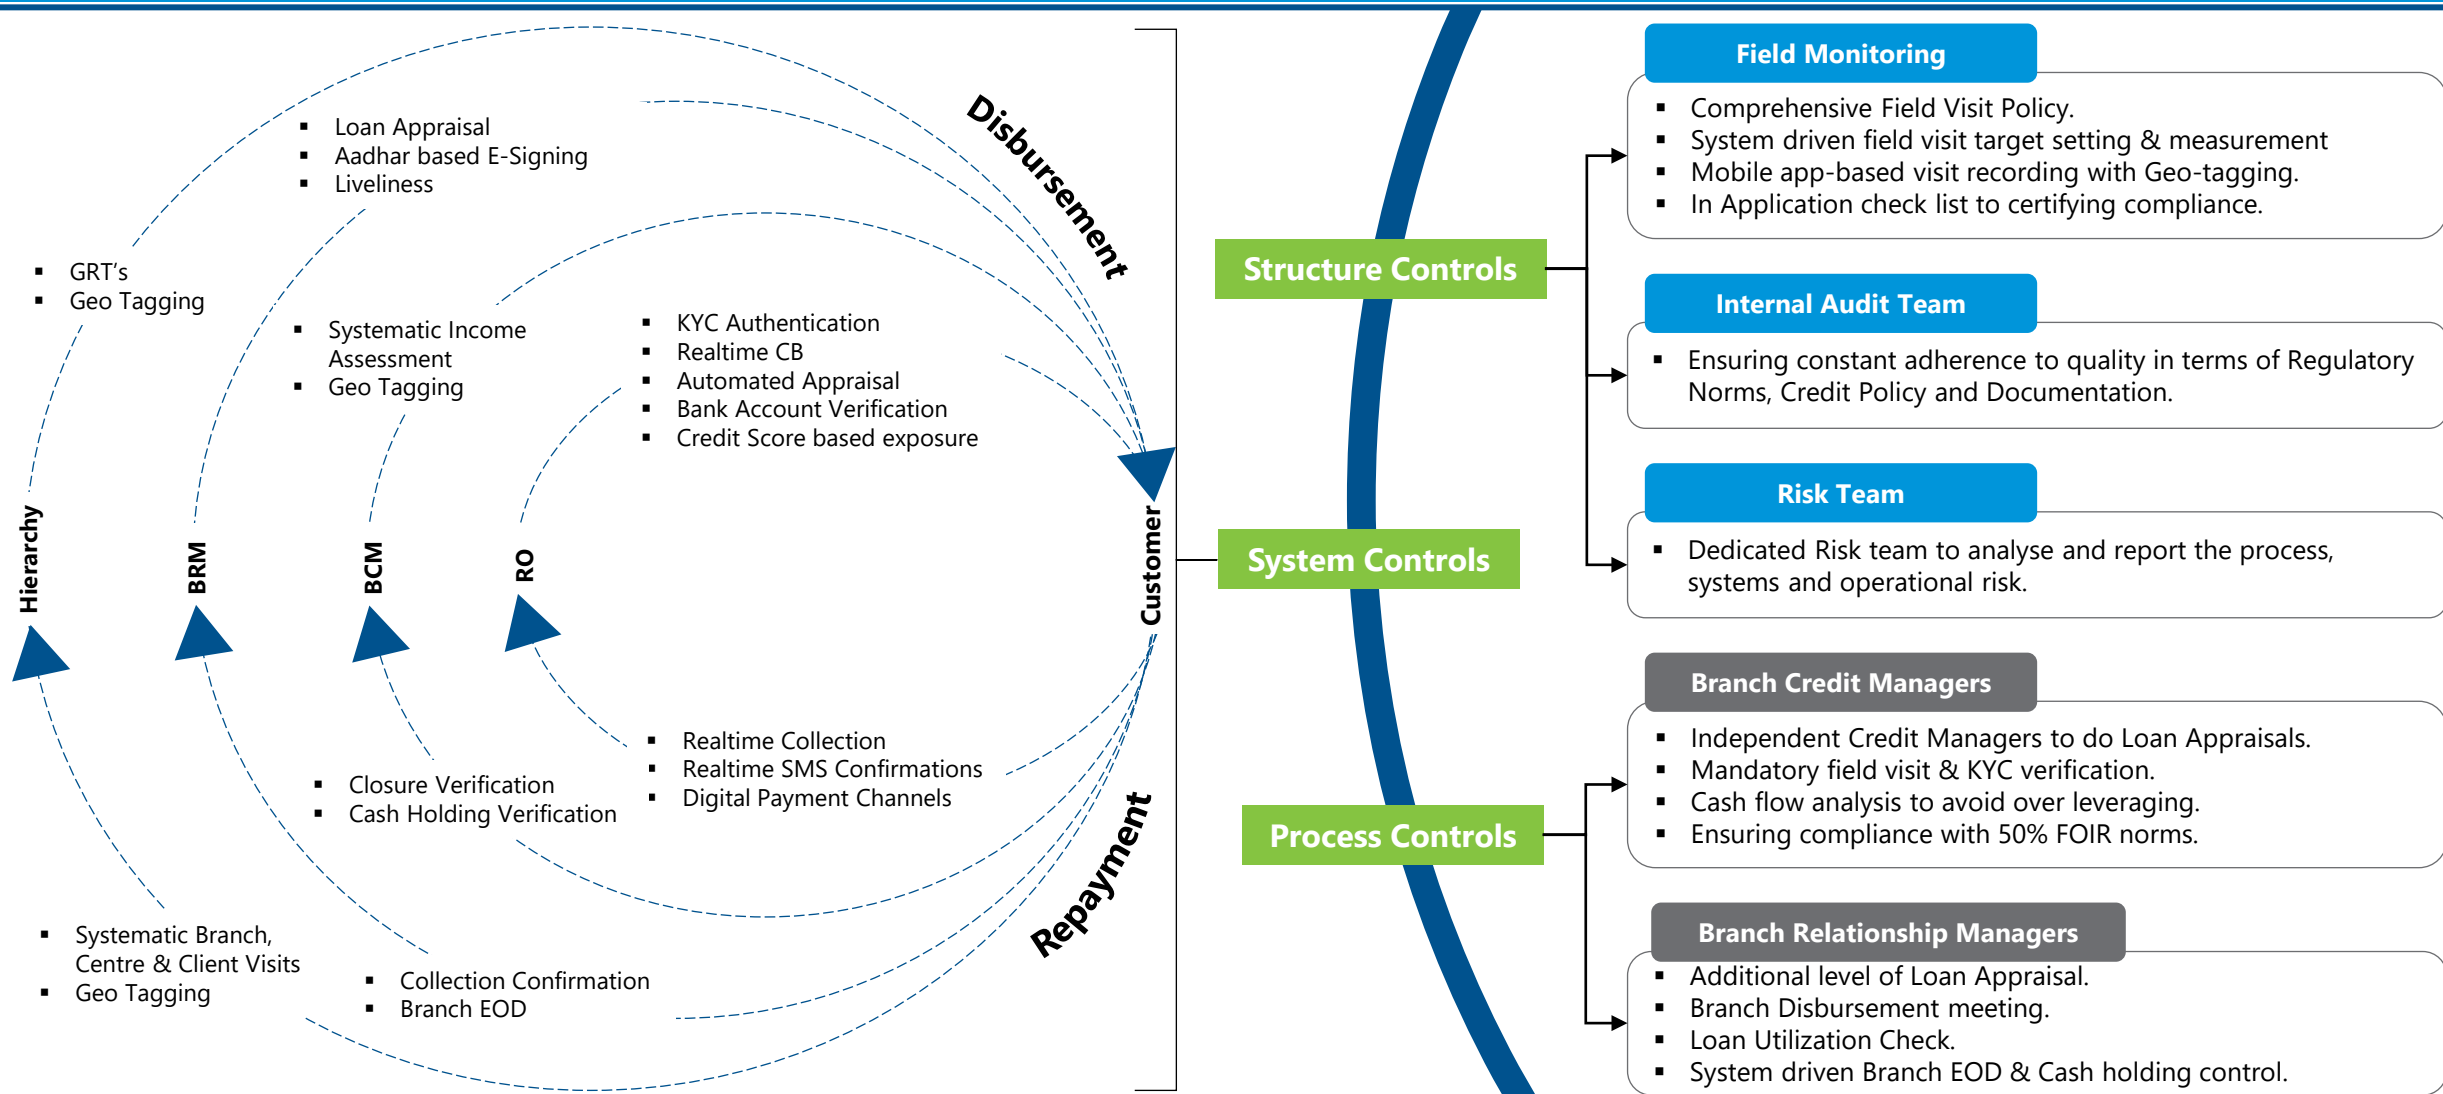 Disbursement
▪ Loan Appraisal
▪ Aadhar based E-Signing
▪ Liveliness
▪ GRT's
▪ Geo Tagging
▪ Systematic Income
Assessment
▪ Geo Tagging
▪ KYC Authentication
▪ Realtime CB
▪ Automated Appraisal
▪ Bank Account Verification
▪ Credit Score based exposure
Hierarchy
BRM
BCM
RO
Customer
▪ Realtime Collection
▪ Realtime SMS Confirmations
▪ Digital Payment Channels
▪ Closure Verification
▪ Cash Holding Verification
Repayment
▪ Systematic Branch,
Centre & Client Visits
▪ Geo Tagging
▪ Collection Confirmation
▪ Branch EOD
Structure Controls
System Controls
Process Controls
Field Monitoring
▪ Comprehensive Field Visit Policy.
▪ System driven field visit target setting & measurement
▪ Mobile app-based visit recording with Geo-tagging.
▪ In Application check list to certifying compliance.
Internal Audit Team
▪ Ensuring constant adherence to quality in terms of Regulatory
Norms, Credit Policy and Documentation.
Risk Team
▪ Dedicated Risk team to analyse and report the process,
systems and operational risk.
Branch Credit Managers
▪ Independent Credit Managers to do Loan Appraisals.
▪ Mandatory field visit & KYC verification.
▪ Cash flow analysis to avoid over leveraging.
▪ Ensuring compliance with 50% FOIR norms.
Branch Relationship Managers
▪ Additional level of Loan Appraisal.
▪ Branch Disbursement meeting.
▪ Loan Utilization Check.
▪ System driven Branch EOD & Cash holding control.